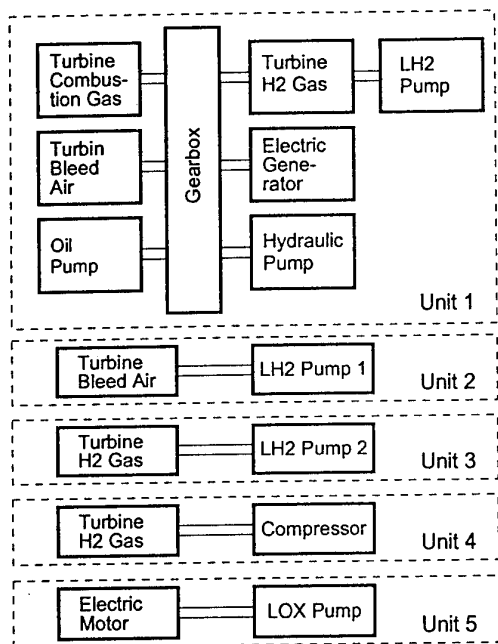 Turbine
Combus-
tion Gas
Turbin
Bleed
Air
Oil
Pump
Gearbox
Turbine
H2 Gas
LH2
Pump
Electric
Gene-
rator
Hydraulic
Pump
Unit 1
Turbine
Bleed Air
LH2 Pump 1
Unit 2
Turbine
H2 Gas
LH2 Pump 2
Unit 3
Turbine
H2 Gas
Compressor
Unit 4
Electric
Motor
LOX Pump
Unit 5